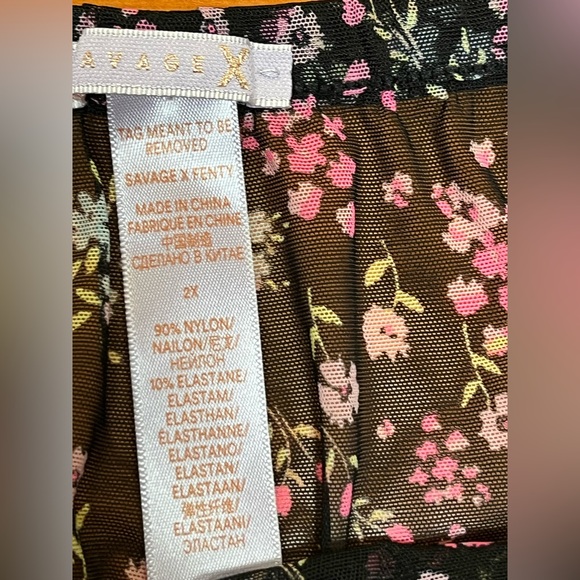 AVAGE X
TAG MEANT TO BE
REMOVED
SAVAGE X FENTY
MADE IN CHINA
FABRIQUE EN CHINE
中国制造
СДЕЛАНО В КИТАЕ
2X
90% NYLON/
NAILON/尼龙/
НЕЙЛОН
10% ELASTANE/
ELASTAM/
ELASTHAN/
ÉLASTHANNE/
ELASTANO/
ELASTAN/
ELASTAAN/
弹性纤维/
ELASTAANI/
ЭЛАСТАН